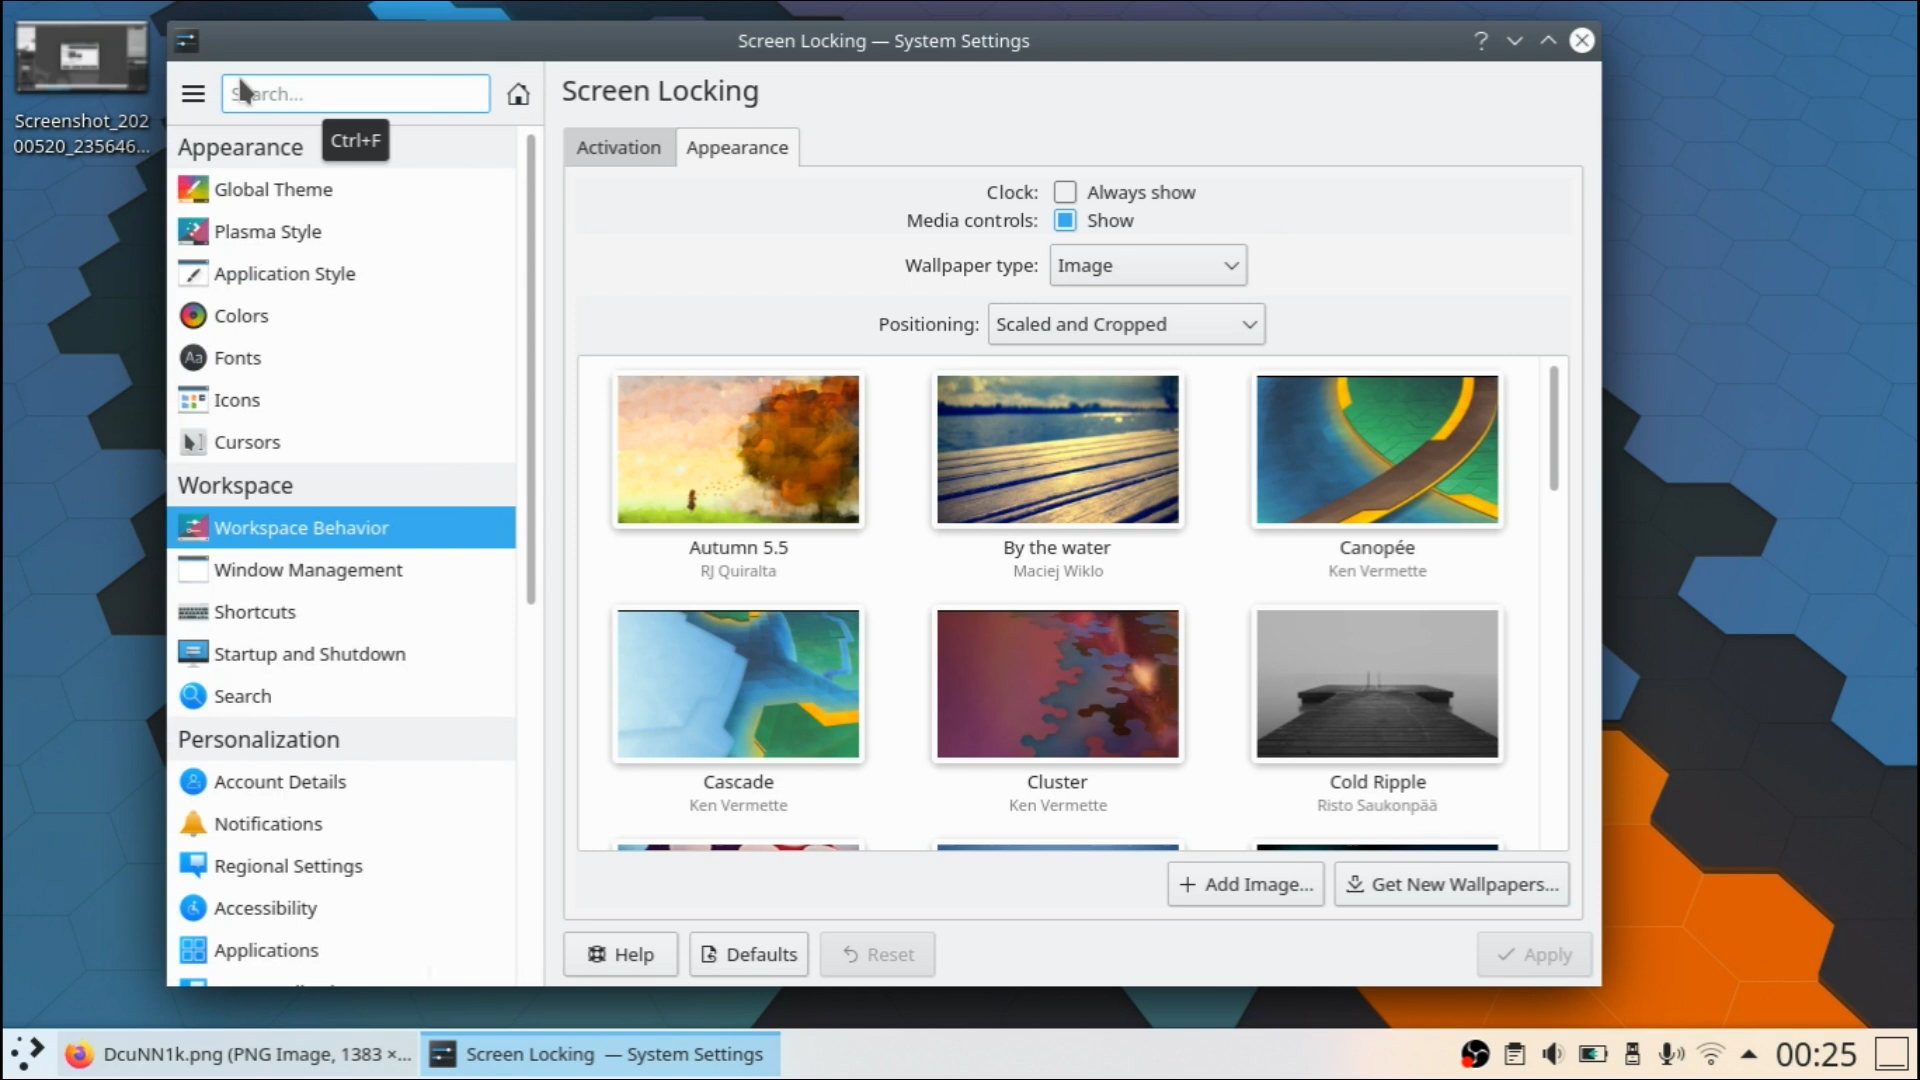 Screenshot_202
00520_235646...
Screen Locking — System Settings
Ctrl+F
Appearance
Global Theme
Plasma Style
Application Style
Colors
Fonts
Icons
Cursors
Workspace
Workspace Behavior
Window Management
Shortcuts
Startup and Shutdown
Search
Personalization
Account Details
Notifications
Regional Settings
Accessibility
Applications
Screen Locking
Activation
Appearance
Clock: Always show
Media controls: Show
Wallpaper type: Image
Positioning: Scaled and Cropped
Autumn 5.5
RJ Quiralta
By the water
Maciej Wiklo
Canopée
Ken Vermette
Cascade
Ken Vermette
Cluster
Ken Vermette
Cold Ripple
Risto Saukonpää
Add Image...
Get New Wallpapers...
Help
Defaults
Reset
Apply
DcuNN1k.png (PNG Image, 1383 ×...
Screen Locking — System Settings
00:25